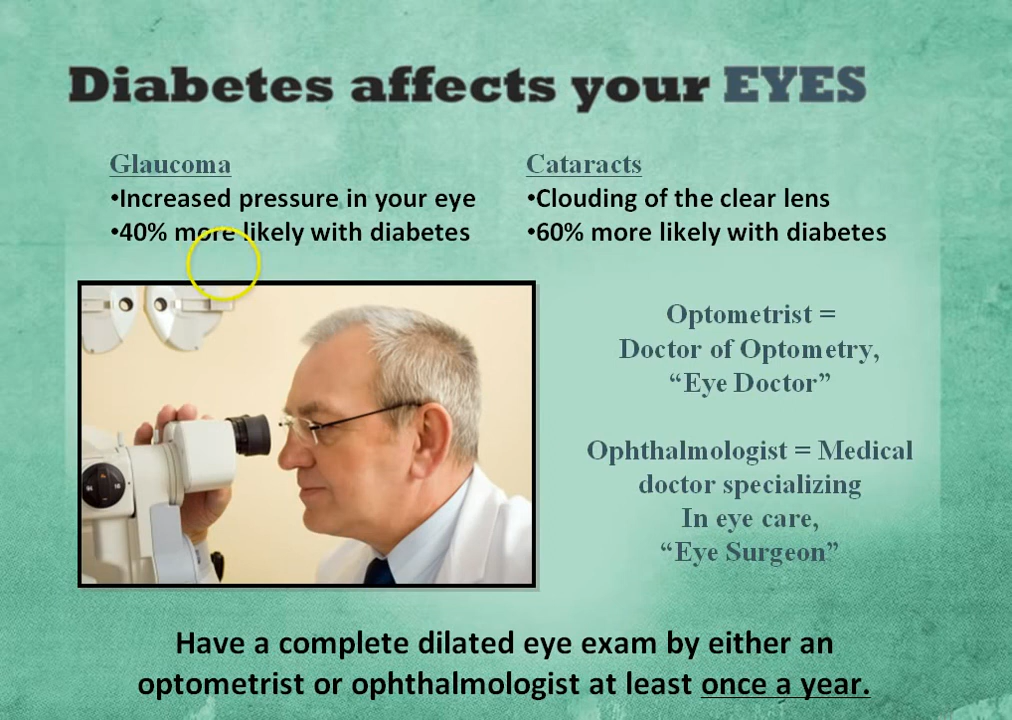 Diabetes affects your EYES
Glaucoma
•Increased pressure in your eye
•40% more likely with diabetes
Cataracts
•Clouding of the clear lens
•60% more likely with diabetes
Optometrist =
Doctor of Optometry,
“Eye Doctor”
Ophthalmologist = Medical
doctor specializing
In eye care,
“Eye Surgeon”
Have a complete dilated eye exam by either an
optometrist or ophthalmologist at least once a year.